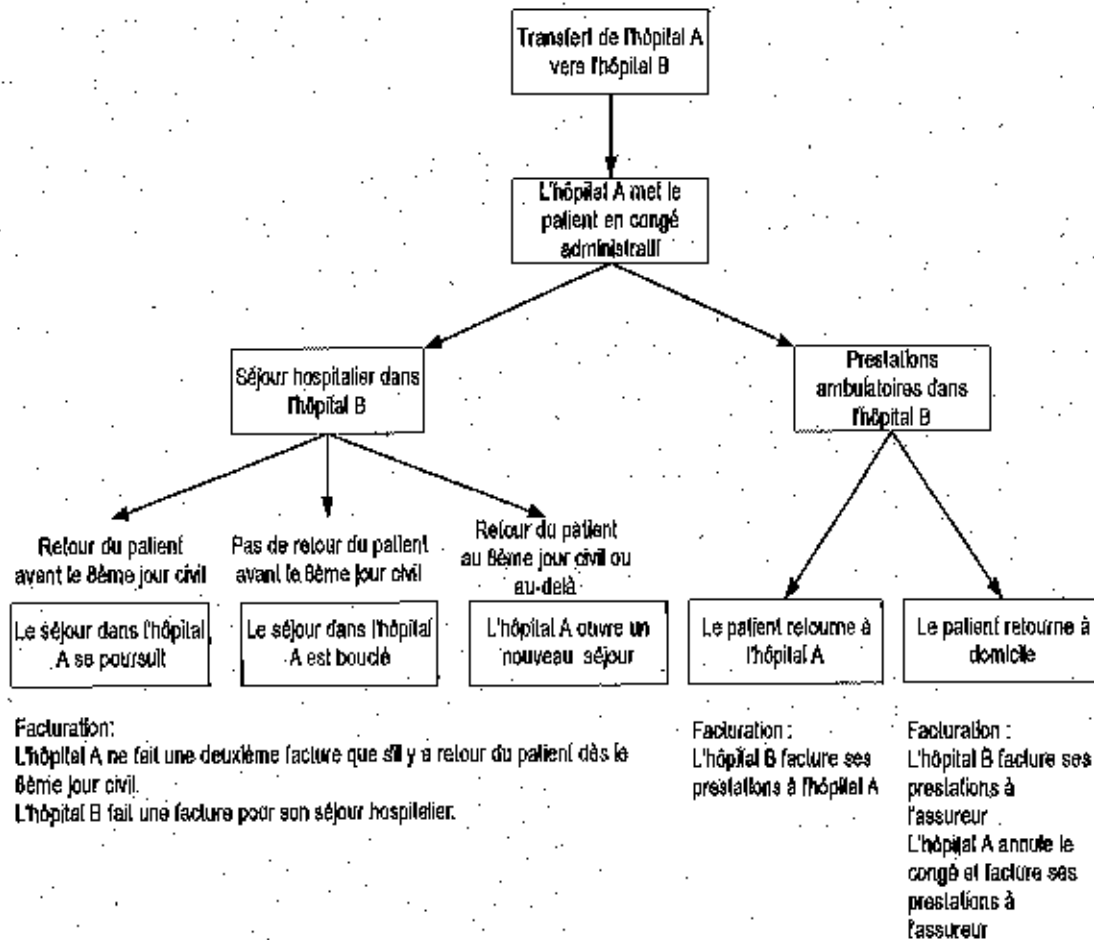 Transfert de l'hôpital A
vers l'hôpital B
L'hôpital A met le
patient en congé
administratif
Séjour hospitalier dans
l'hôpital B
Prestations
ambulatoires dans
l'hôpital B
Retour du patient
avant le 8ème jour civil
Pas de retour du patient
avant le 8ème jour civil
Retour du patient
au 8ème jour civil ou
au-delà
Le séjour dans l'hôpital
A se poursuit
Le séjour dans l'hôpital
A est bouclé
L'hôpital A ouvre un
nouveau séjour
Le patient retourne à
l'hôpital A
Le patient retourne à
domicile
Facturation:
L'hôpital A ne fait une deuxième facture que s'il y a retour du patient dès le
8ème jour civil.
L'hôpital B fait une facture pour son séjour hospitalier.
Facturation :
L'hôpital B facture ses
prestations à l'hôpital A
Facturation :
L'hôpital B facture ses
prestations à
l'assureur
L'hôpital A annule le
congé et facture ses
prestations à
l'assureur